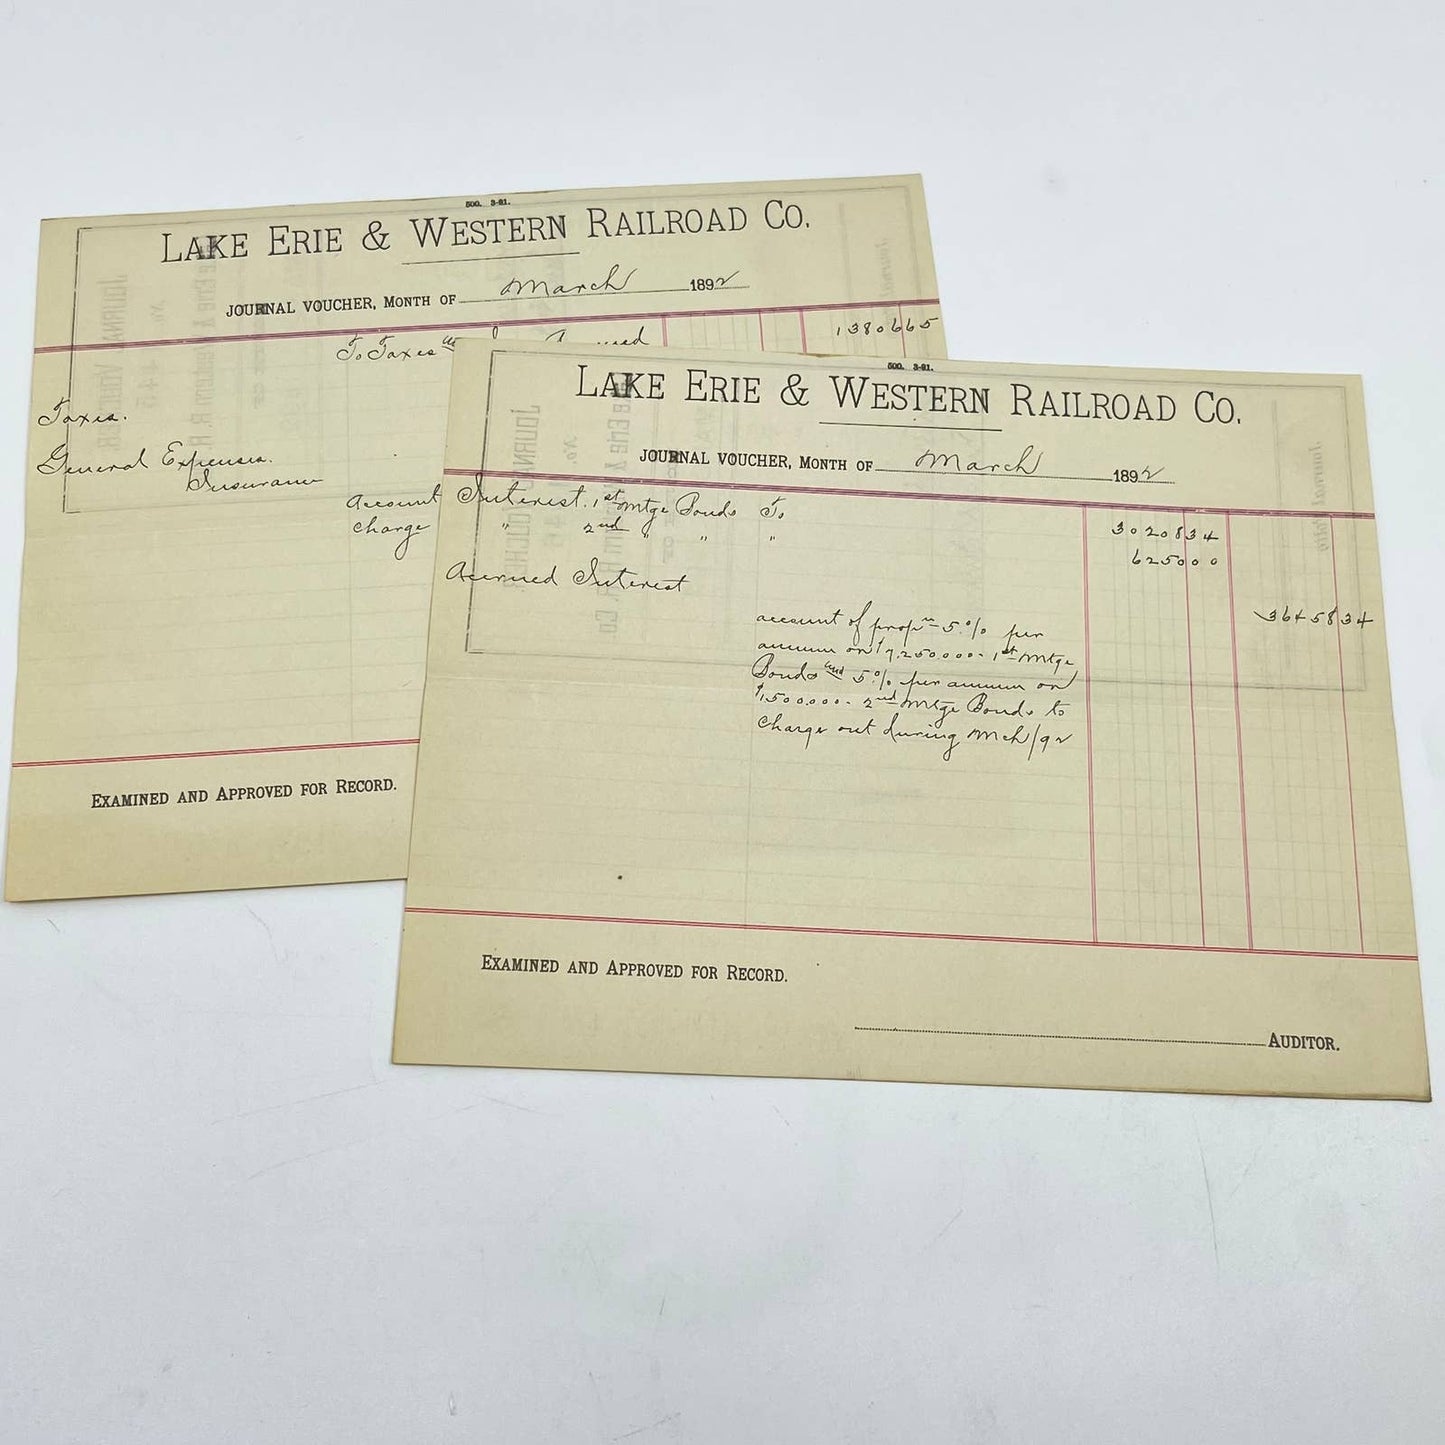 500. 3-91.
LAKE ERIE & WESTERN RAILROAD CO.
JOURNAL VOUCHER, MONTH OF March 1892
To Taxes and 1380665
Taxes.
General Expenses.
Insurance
account
charge
EXAMINED AND APPROVED FOR RECORD.
500. 3-91.
LAKE ERIE & WESTERN RAILROAD CO.
JOURNAL VOUCHER, MONTH OF March 1892
Interest. 1st Mtge Bonds To 3020834
" 2nd " " " 625000
Accrued Interest 3645834
account of prop'n 5% per
annum on $7,250.000- 1st Mtge
Bonds and 5% per annum on
$1,500.000- 2nd Mtge Bonds to
charge out during Mch/92
EXAMINED AND APPROVED FOR RECORD.
AUDITOR.